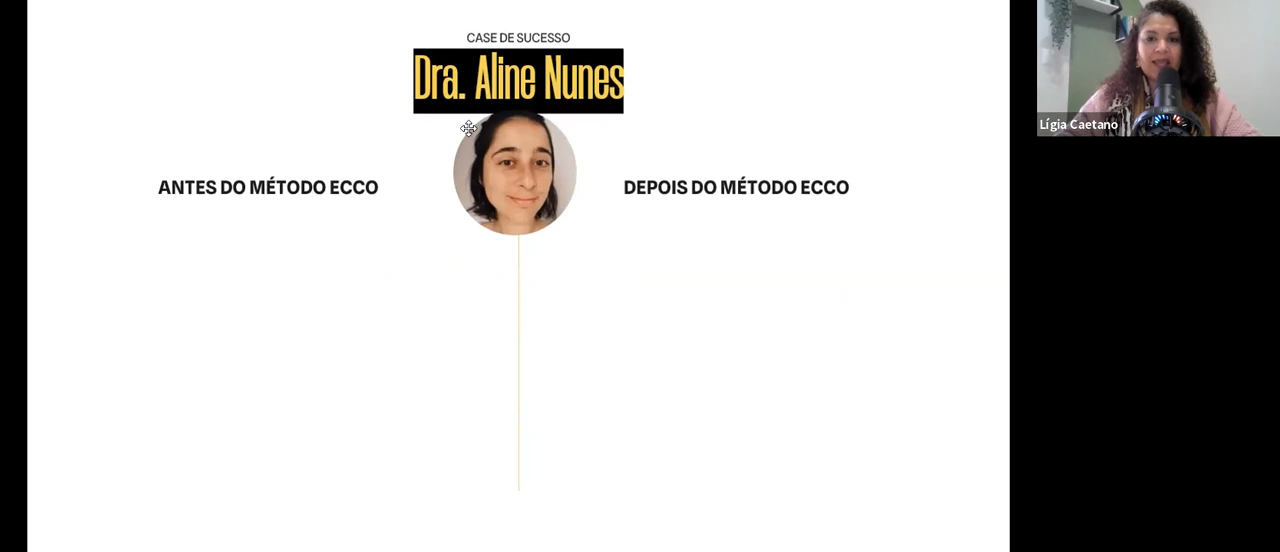 CASE DE SUCESSO
Dra. Aline Nunes
ANTES DO MÉTODO ECCO
DEPOIS DO MÉTODO ECCO
Lígia Caetano